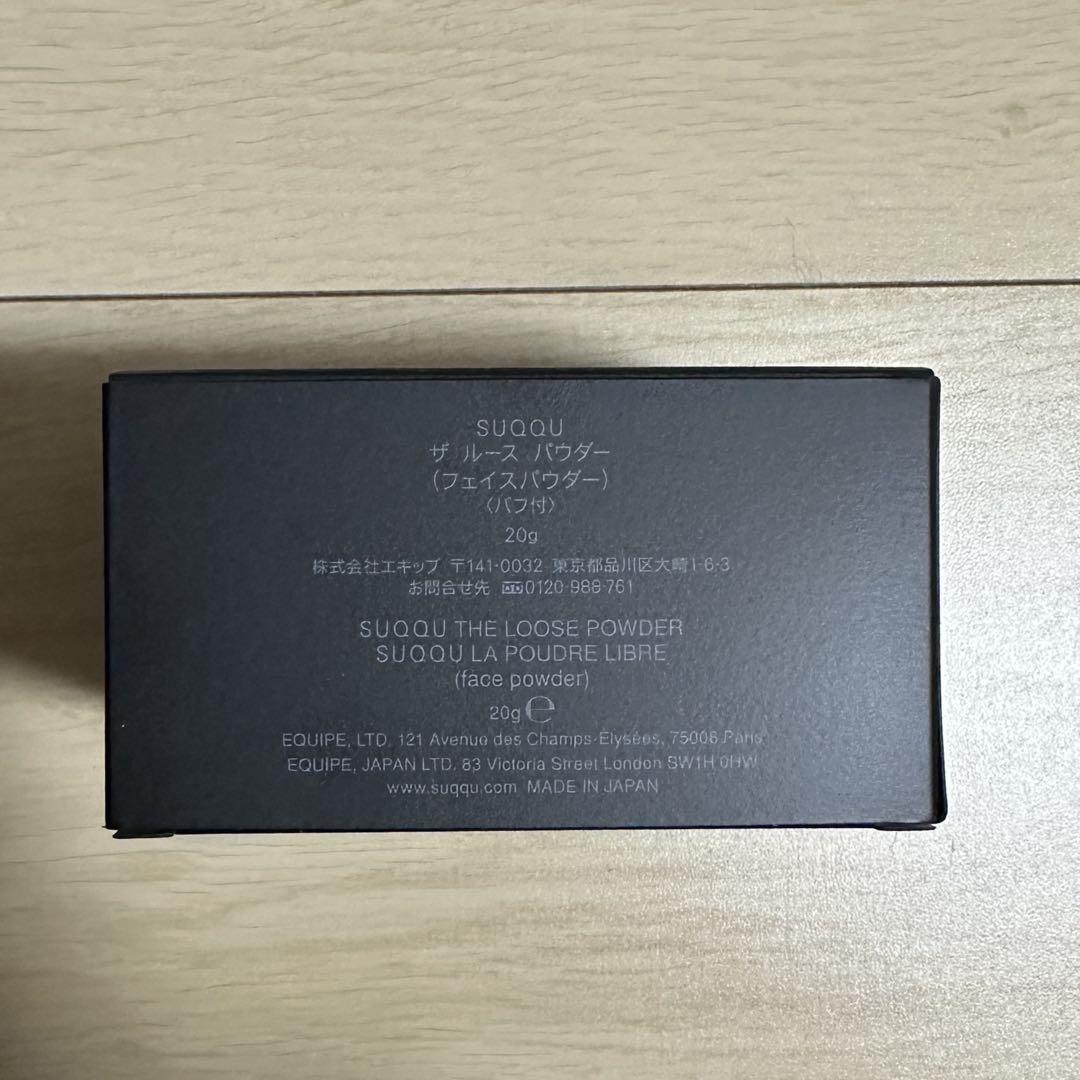 SUQQU
ザ ルース パウダー
(フェイスパウダー)
〈パフ付〉
20g
株式会社エキップ 〒141-0032 東京都品川区大崎1-6-3
お問合せ先 0120-988-761
SUQQU THE LOOSE POWDER
SUQQU LA POUDRE LIBRE
(face powder)
20g ℮
EQUIPE, LTD. 121 Avenue des Champs-Élysées, 75008 Paris
EQUIPE, JAPAN LTD. 83 Victoria Street London SW1H 0HW
www.suqqu.com MADE IN JAPAN